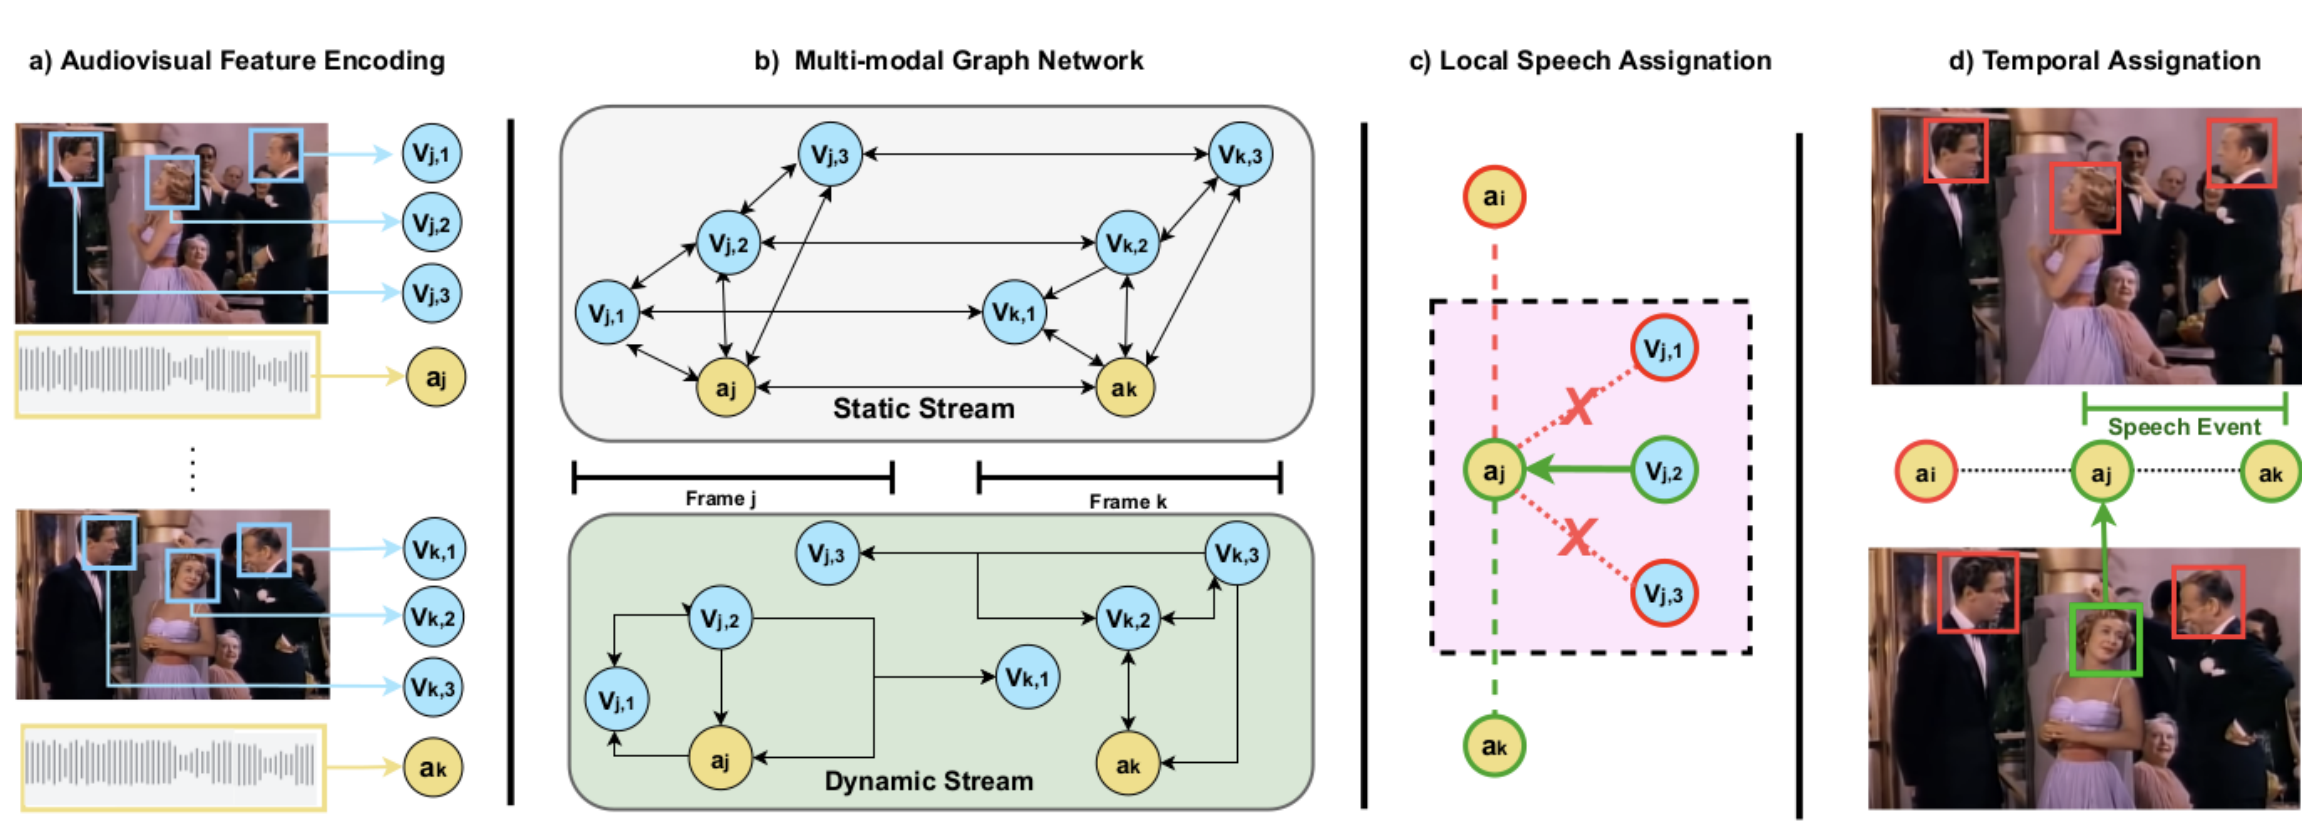 a) Audiovisual Feature Encoding
Vj,1
Vj,2
Vj,3
aj
Vk,1
Vk,2
Vk,3
ak
b) Multi-modal Graph Network
Vj,3
Vk,3
Vj,2
Vk,2
Vj,1
Vk,1
aj
ak
Static Stream
Frame j
Frame k
Vj,3
Vk,3
Vj,2
Vk,2
Vj,1
Vk,1
aj
ak
Dynamic Stream
c) Local Speech Assignation
ai
Vj,1
X
aj
Vj,2
X
Vj,3
ak
d) Temporal Assignation
Speech Event
ai
aj
ak